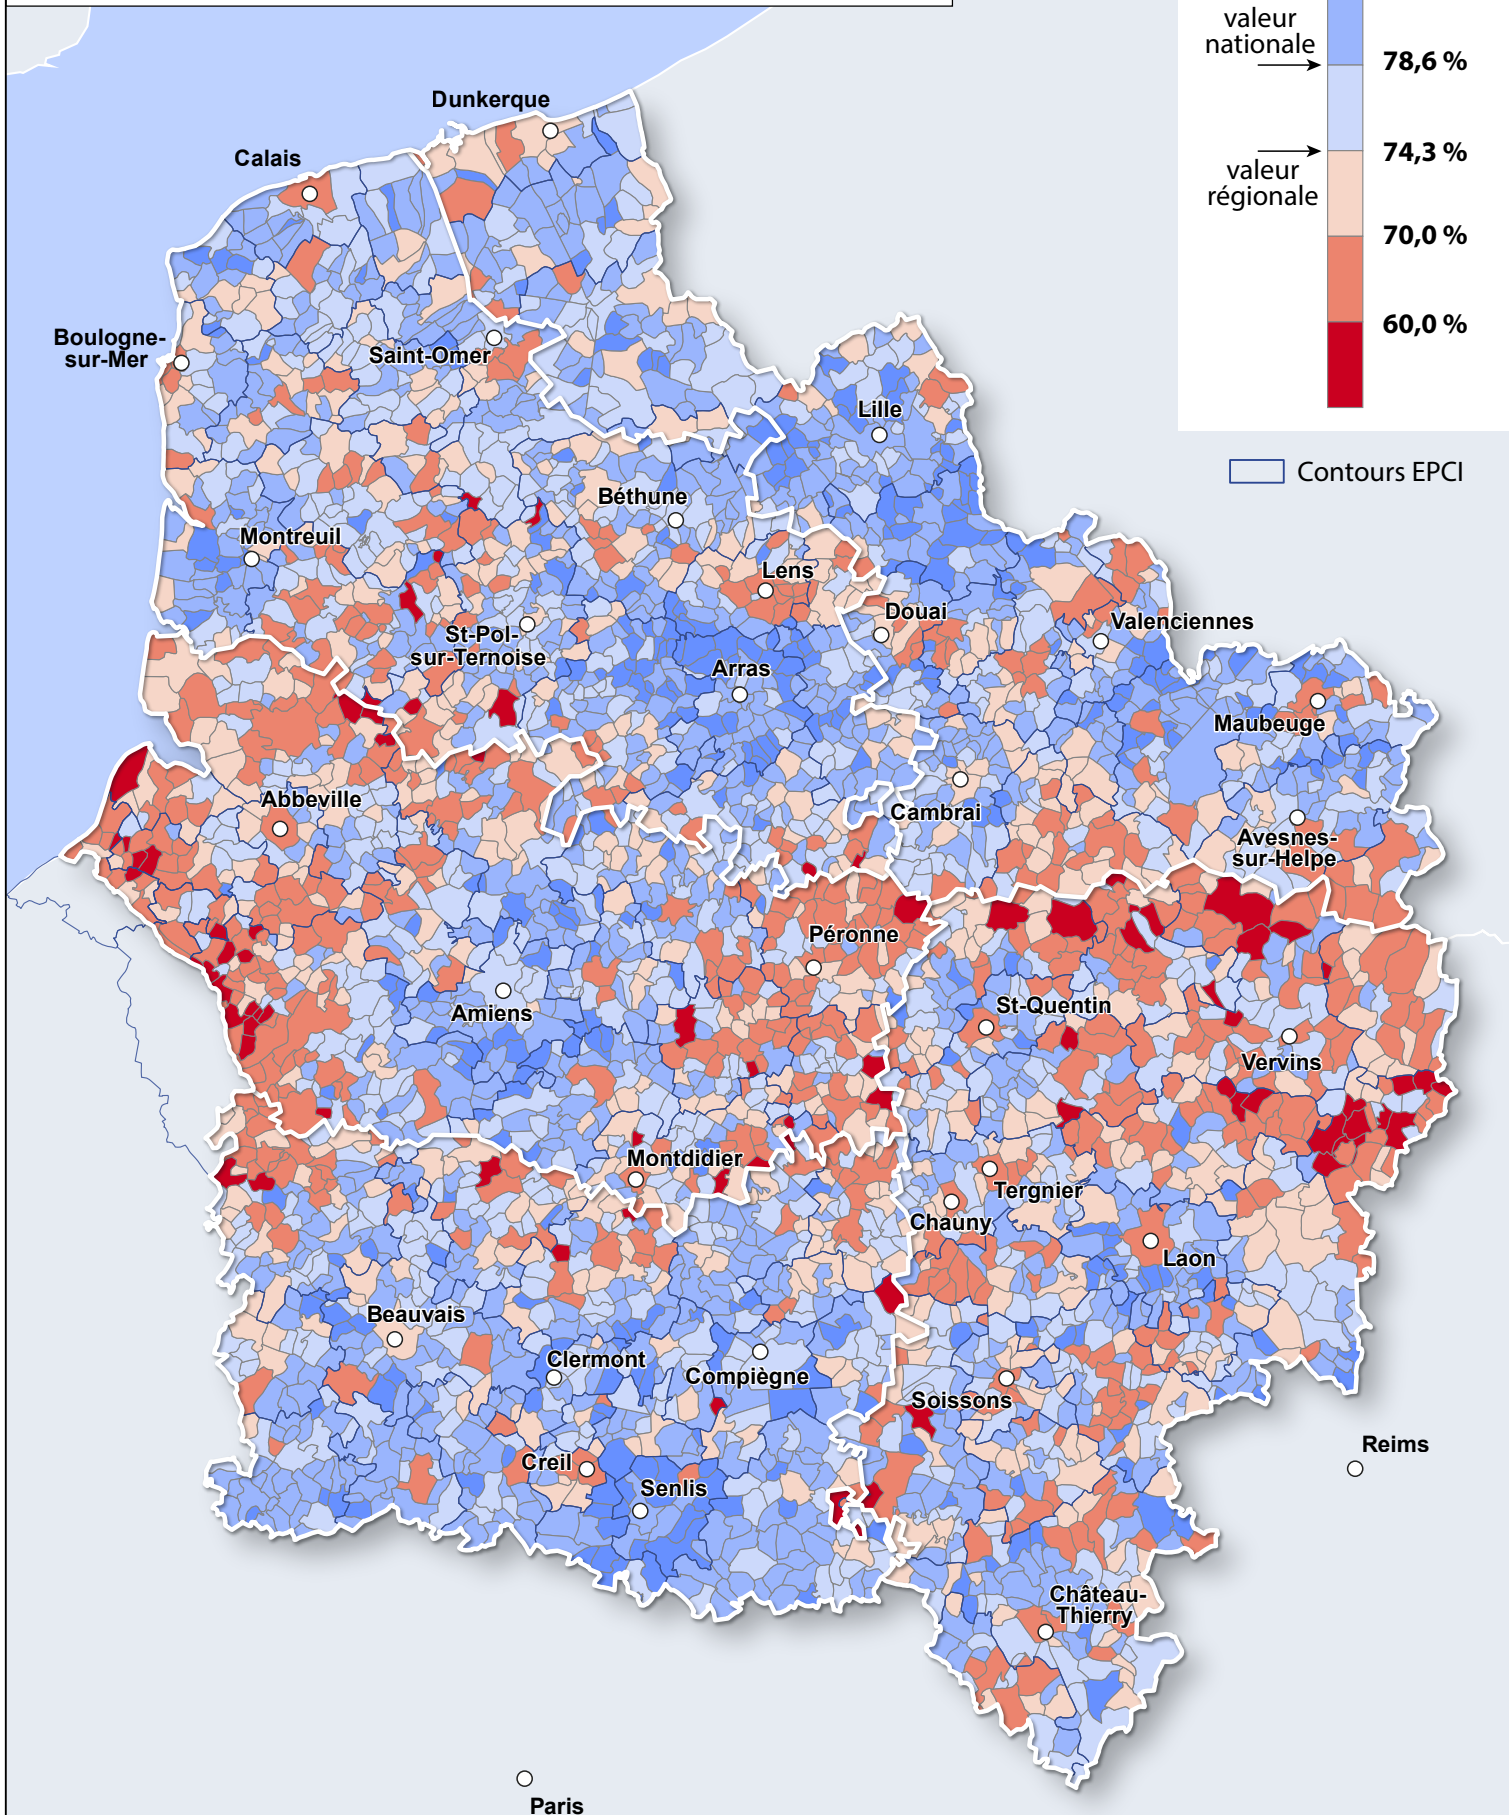 valeur
nationale
78,6 %
74,3 %
valeur
régionale
70,0 %
60,0 %
Contours EPCI
Dunkerque
Calais
Boulogne-
sur-Mer
Saint-Omer
Lille
Béthune
Montreuil
Lens
Douai
Valenciennes
St-Pol-
sur-Ternoise
Arras
Maubeuge
Abbeville
Cambrai
Avesnes-
sur-Helpe
Péronne
Amiens
St-Quentin
Vervins
Montdidier
Tergnier
Chauny
Laon
Beauvais
Clermont
Compiègne
Soissons
Reims
Creil
Senlis
Château-
Thierry
Paris